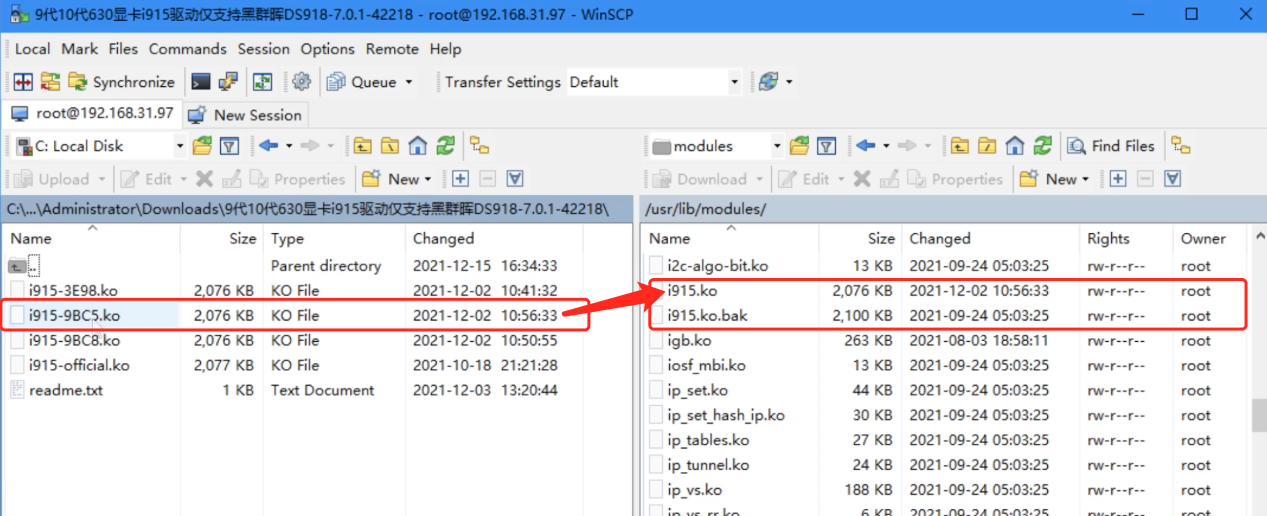 9代10代630显卡i915驱动仅支持黑群晖DS918-7.0.1-42218 - root@192.168.31.97 - WinSCP
Local Mark Files Commands Session Options Remote Help
Synchronize Queue Transfer Settings Default
root@192.168.31.97 New Session
C: Local Disk modules Find Files
Upload Edit Properties New Download Edit Properties New
C:\...\Administrator\Downloads\9代10代630显卡i915驱动仅支持黑群晖DS918-7.0.1-42218\ /usr/lib/modules/
Name Size Type Changed Name Size Changed Rights Owner
.. Parent directory 2021-12-15 16:34:33 i2c-algo-bit.ko 13 KB 2021-09-24 05:03:25 rw-r--r-- root
i915-3E98.ko 2,076 KB KO File 2021-12-02 10:41:32 i915.ko 2,076 KB 2021-12-02 10:56:33 rw-r--r-- root
i915-9BC5.ko 2,076 KB KO File 2021-12-02 10:56:33 i915.ko.bak 2,100 KB 2021-09-24 05:03:25 rw-r--r-- root
i915-9BC8.ko 2,076 KB KO File 2021-12-02 10:50:55 igb.ko 263 KB 2021-08-03 18:58:11 rw-r--r-- root
i915-official.ko 2,077 KB KO File 2021-10-18 21:21:28 iosf_mbi.ko 13 KB 2021-09-24 05:03:25 rw-r--r-- root
readme.txt 1 KB Text Document 2021-12-03 13:20:44 ip_set.ko 44 KB 2021-09-24 05:03:25 rw-r--r-- root
ip_set_hash_ip.ko 30 KB 2021-09-24 05:03:25 rw-r--r-- root
ip_tables.ko 27 KB 2021-09-24 05:03:25 rw-r--r-- root
ip_tunnel.ko 24 KB 2021-09-24 05:03:25 rw-r--r-- root
ip_vs.ko 188 KB 2021-09-24 05:03:25 rw-r--r-- root
ip_vs_rr.ko 6 KB 2021-09-24 05:03:25 rw-r--r-- root